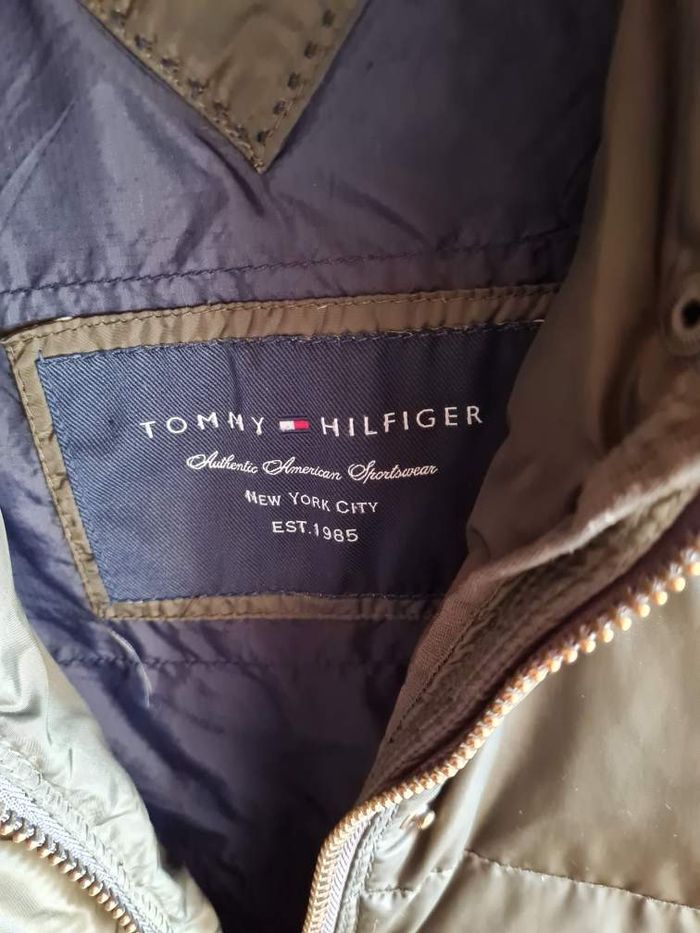 TOMMY HILFIGER
Authentic American Sportswear
NEW YORK CITY
EST.1985